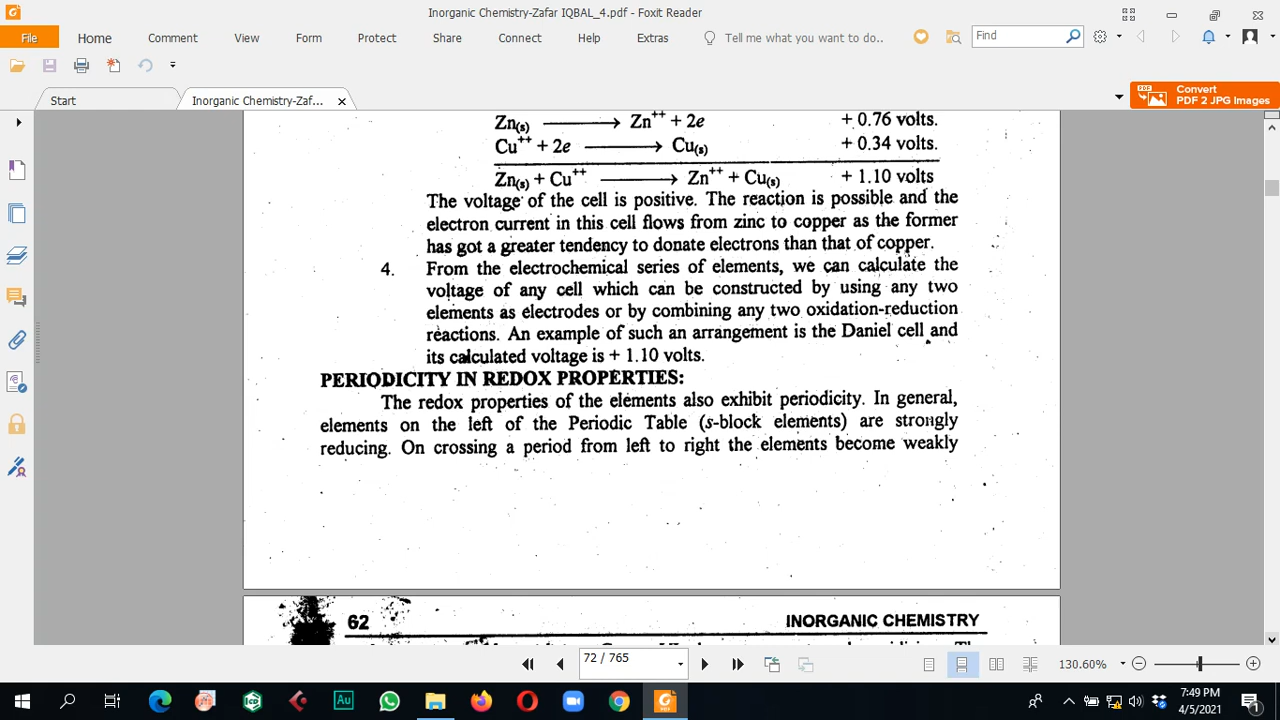 Inorganic Chemistry-Zafar IQBAL_4.pdf - Foxit Reader
File Home Comment View Form Protect Share Connect Help Extras Tell me what you want to do.. Find
Start Inorganic Chemistry-Zaf... Convert
PDF 2 JPG Images
Zn(s) ⟶ Zn⁺⁺ + 2e + 0.76 volts.
Cu⁺⁺ + 2e ⟶ Cu(s) + 0.34 volts.
Zn(s) + Cu⁺⁺ ⟶ Zn⁺⁺ + Cu(s) + 1.10 volts
The voltage of the cell is positive. The reaction is possible and the
electron current in this cell flows from zinc to copper as the former
has got a greater tendency to donate electrons than that of copper.
4. From the electrochemical series of elements, we can calculate the
voltage of any cell which can be constructed by using any two
elements as electrodes or by combining any two oxidation-reduction
reactions. An example of such an arrangement is the Daniel cell and
its calculated voltage is + 1.10 volts.
PERIODICITY IN REDOX PROPERTIES:
The redox properties of the elements also exhibit periodicity. In general,
elements on the left of the Periodic Table (s-block elements) are strongly
reducing. On crossing a period from left to right the elements become weakly
62 INORGANIC CHEMISTRY
72 / 765 130.60%
Au
7:49 PM
4/5/2021